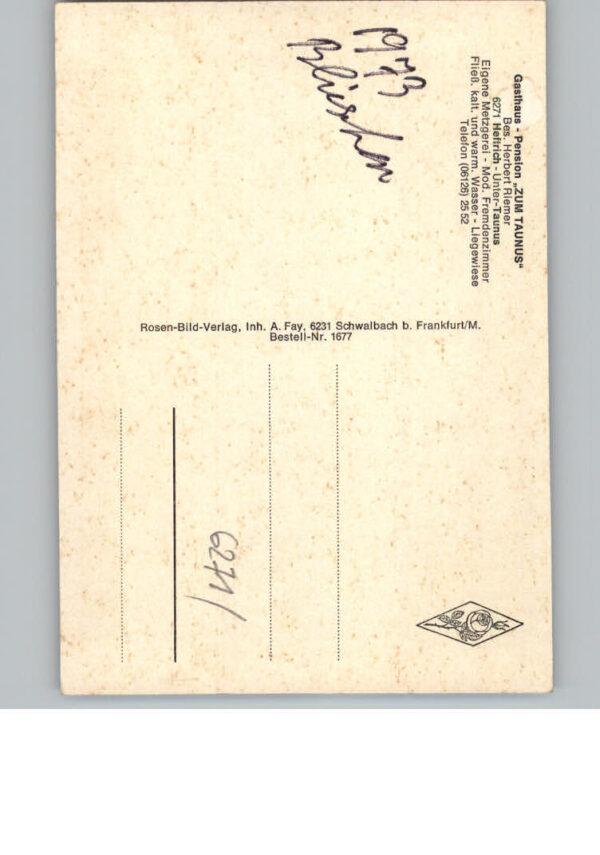 Gasthaus - Pension „ZUM TAUNUS“
Bes. Herbert Riemer
6271 Heftrich - Unter-Taunus
Eigene Metzgerei - Mod. Fremdenzimmer
Fließ. kalt. und warm. Wasser - Liegewiese
Telefon (06126) 25 52
1973
Rosen-Bild-Verlag, Inh. A. Fay, 6231 Schwalbach b. Frankfurt/M.
Bestell-Nr. 1677
6271/